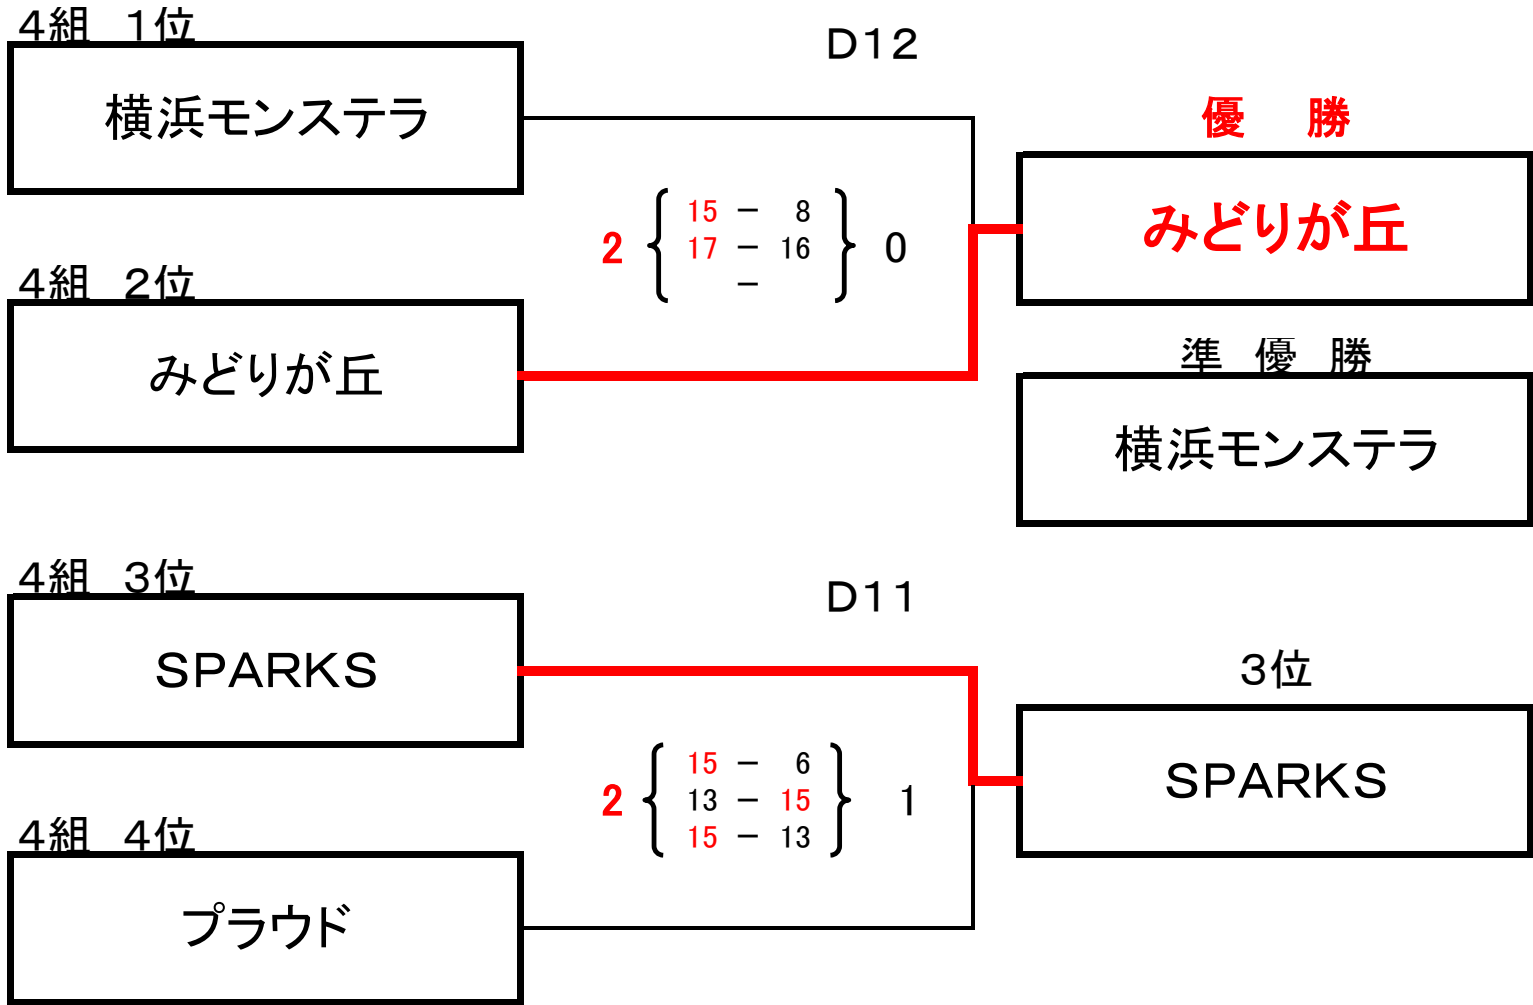 4組 1位
横浜モンステラ
D12
優 勝
みどりが丘
2 { 15 － 8 } 0
17 － 16
－
4組 2位
みどりが丘
準 優 勝
横浜モンステラ
4組 3位
SPARKS
D11
3位
SPARKS
2 { 15 － 6 } 1
13 － 15
15 － 13
4組 4位
プラウド